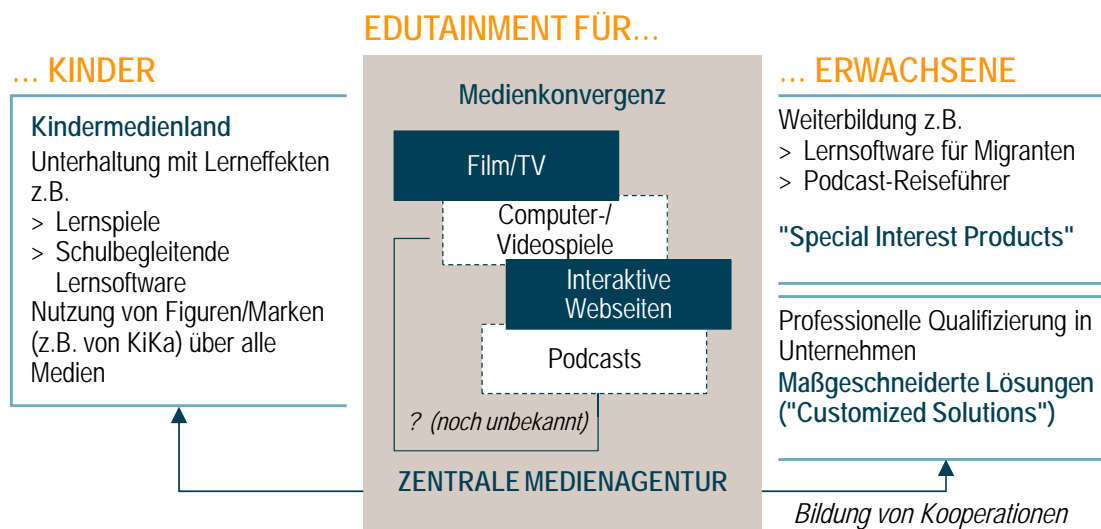 EDUTAINMENT FÜR...
... KINDER
Kindermedienland
Unterhaltung mit Lerneffekten
z.B.
> Lernspiele
> Schulbegleitende
Lernsoftware
Nutzung von Figuren/Marken
(z.B. von KiKa) über alle
Medien
Medienkonvergenz
Film/TV
Computer-/
Videospiele
Interaktive
Webseiten
Podcasts
? (noch unbekannt)
ZENTRALE MEDIENAGENTUR
... ERWACHSENE
Weiterbildung z.B.
> Lernsoftware für Migranten
> Podcast-Reiseführer
"Special Interest Products"
Professionelle Qualifizierung in
Unternehmen
Maßgeschneiderte Lösungen
("Customized Solutions")
Bildung von Kooperationen